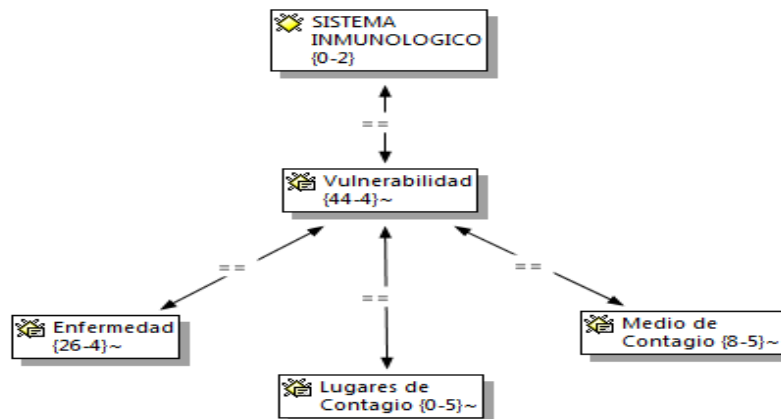 SISTEMA
INMUNOLOGICO
{0-2}
==
Vulnerabilidad
{44-4}~
==
==
==
Enfermedad
{26-4}~
Medio de
Contagio {8-5}~
Lugares de
Contagio {0-5}~